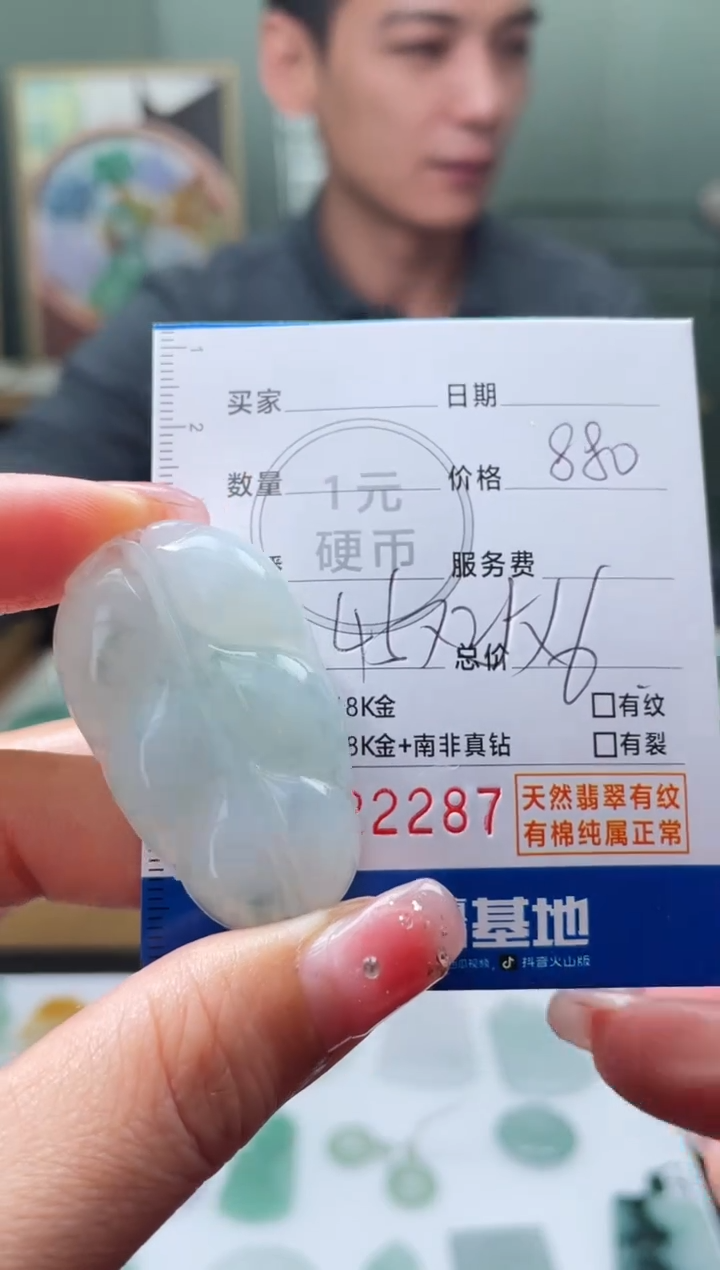 1
2
买家 日期
数量 1元 价格 880
硬币
服务费
45x25x6
总价
8K金 有纹
8K金+南非真钻 有裂
2287 天然翡翠有纹
有棉纯属正常
基地
抖音火山版